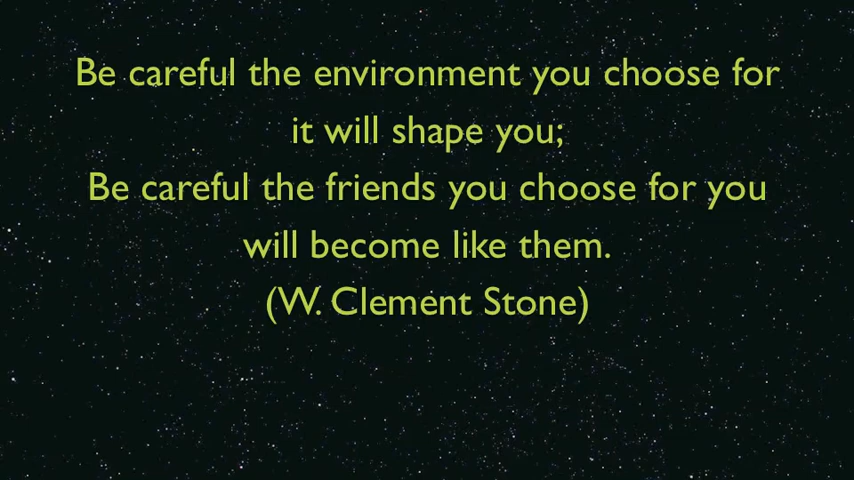 Be careful the environment you choose for
it will shape you;
Be careful the friends you choose for you
will become like them.
(W. Clement Stone)